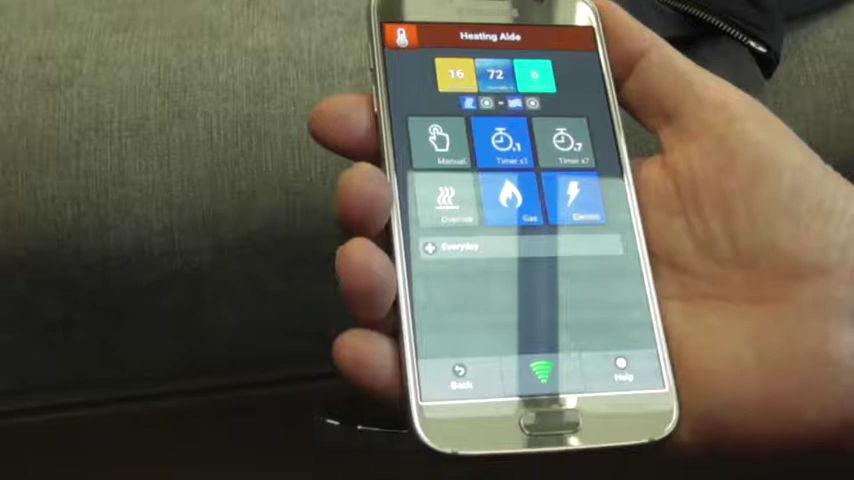 Heating Aide
16 72 6
Manual Timer x1 Timer x7
Override Gas Electric
Everyday
Back Help